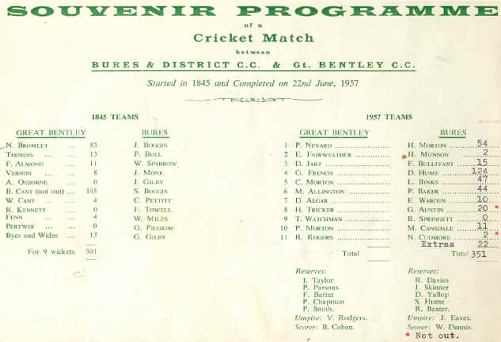 SOUVENIR PROGRAMME
of a
Cricket Match
between
BURES & DISTRICT C.C. & Gt. BENTLEY C.C.
Started in 1845 and Completed on 22nd June, 1957
1845 TEAMS
GREAT BENTLEY BURES
N. BROMLEY ... 83 J. BOGGIS
THOMAS ... ... 13 P. BULL
F. ALMOND ... 11 W. SPARROW
VERNON ... ... 8 J. MONK
A. OSBORNE ... 0 J. GILBY
B. CANT (not out) ... 165 S. BOGGIS
W. CANT ... ... 4 C. PETTITT
R. KENNETT ... 0 F. TOWELL
FENN ... ... 4 W. MILES
PERTWEE ... ... 0 G. PILGRIM
Byes and Wides ... 13 G. GILBY
For 9 wickets 301
1957 TEAMS
GREAT BENTLEY BURES
1 P. NEVARD H. MORTON 54
2 E. FAIRWEATHER * H. MUNSON 2
3 D. JARY F. BULLIVANT 15
4 G. FRENCH D. HUME 124
5 C. MORTON L. BINKS 47
6 M. ALLINGTON P. BAKER 44
7 D. ALGAR E. WARDEN 10
8 H. TRICKER G. AUSTIN 20 *
9 T. WATCHMAN R. SPRINGETT 0
10 P. MORTON M. CANSDALE 11
11 R. ROGERS N. CUDMORE 2 *
Extras 22
Total Total 351
Reserves: Reserves:
I. Taylor R. Davies
P. Parsons J. Skinner
F. Barter D. Yallop
P. Chapman S. Hume
P. Smith. R. Baxter.
Umpire: V. Rodgers. Umpire: J. Eaves.
Scorer: B. Cohen. Scorer: W. Dennis.
* Not out.